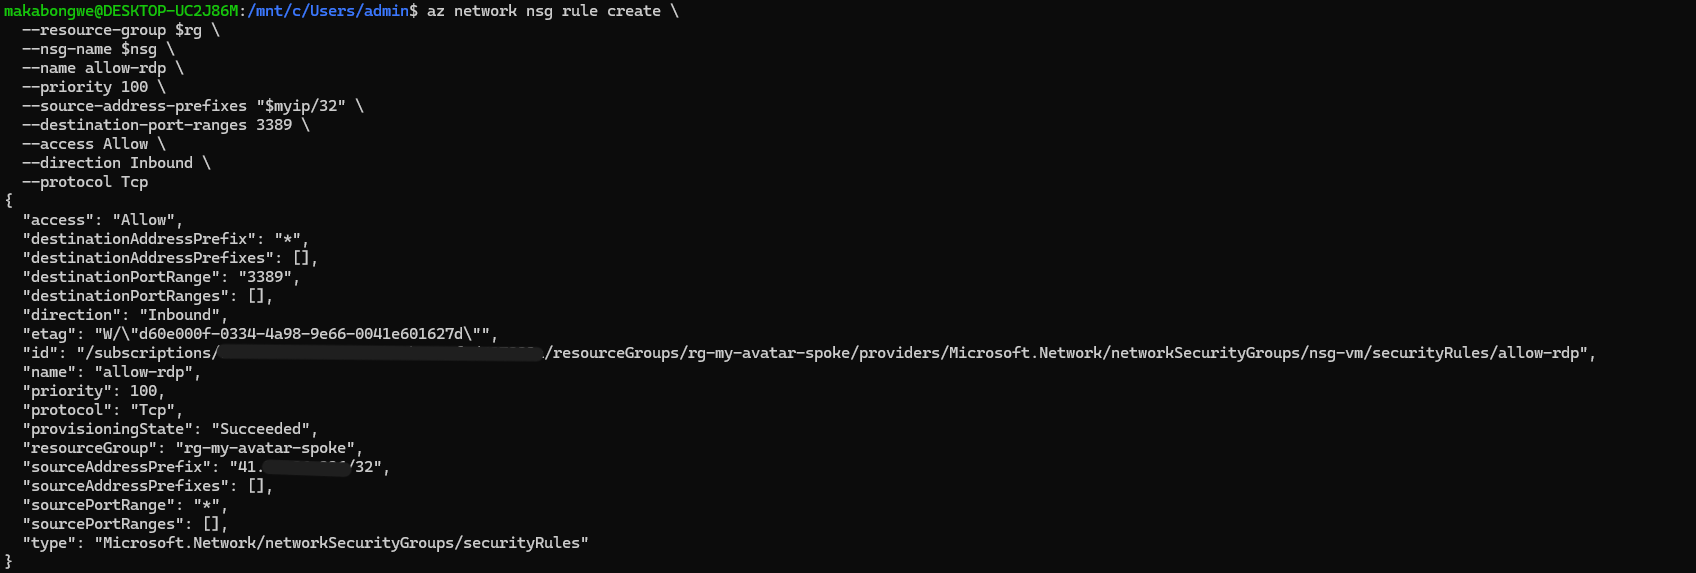 makabongwe@DESKTOP-UC2J86M:/mnt/c/Users/admin$ az network nsg rule create \
  --resource-group $rg \
  --nsg-name $nsg \
  --name allow-rdp \
  --priority 100 \
  --source-address-prefixes "$myip/32" \
  --destination-port-ranges 3389 \
  --access Allow \
  --direction Inbound \
  --protocol Tcp
{
  "access": "Allow",
  "destinationAddressPrefix": "*",
  "destinationAddressPrefixes": [],
  "destinationPortRange": "3389",
  "destinationPortRanges": [],
  "direction": "Inbound",
  "etag": "W/\"d60e000f-0334-4a98-9e66-0041e601627d\"",
  "id": "/subscriptions/ /resourceGroups/rg-my-avatar-spoke/providers/Microsoft.Network/networkSecurityGroups/nsg-vm/securityRules/allow-rdp",
  "name": "allow-rdp",
  "priority": 100,
  "protocol": "Tcp",
  "provisioningState": "Succeeded",
  "resourceGroup": "rg-my-avatar-spoke",
  "sourceAddressPrefix": "41. /32",
  "sourceAddressPrefixes": [],
  "sourcePortRange": "*",
  "sourcePortRanges": [],
  "type": "Microsoft.Network/networkSecurityGroups/securityRules"
}